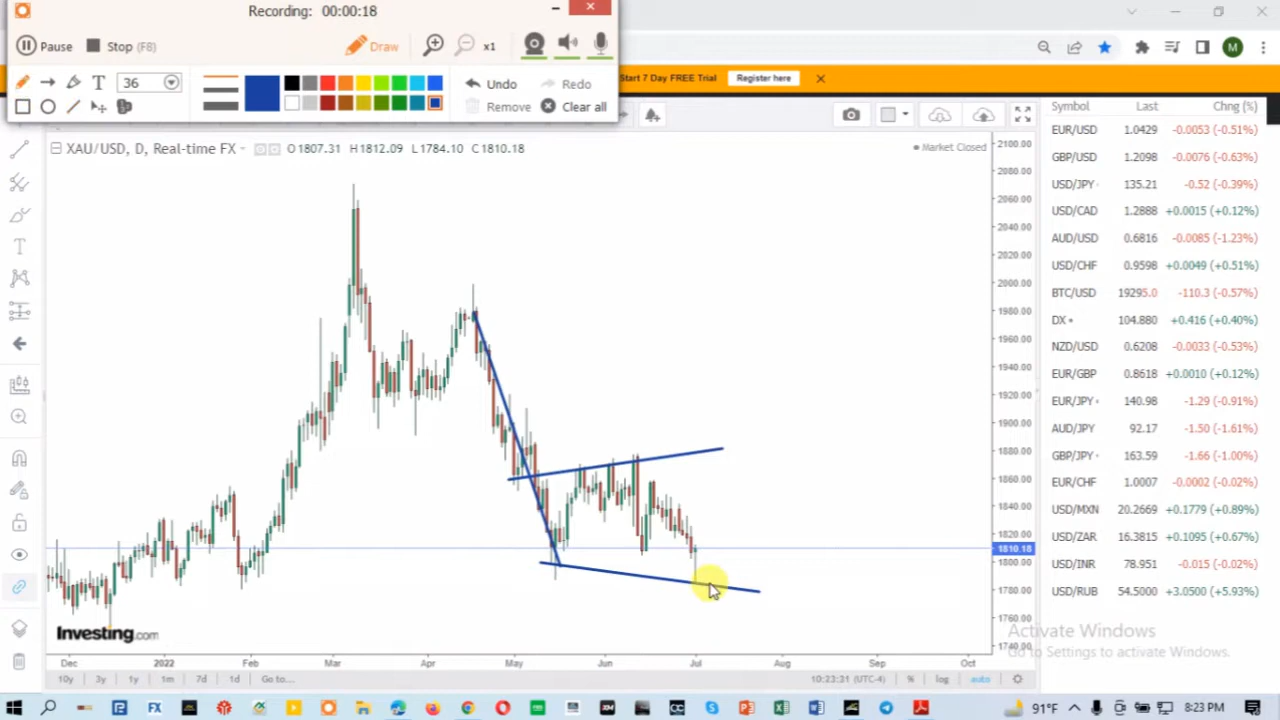 Recording: 00:00:18
Pause Stop (F8) Draw x1
T 36 Undo Redo
Remove Clear all
M
Start 7 Day FREE Trial Register here
XAU/USD, D, Real-time FX O1807.31 H1812.09 L1784.10 C1810.18
Market Closed
2100.00
2080.00
2060.00
2040.00
2020.00
2000.00
1980.00
1960.00
1940.00
1920.00
1900.00
1880.00
1860.00
1840.00
1820.00
1810.18
1800.00
1780.00
1760.00
1740.00
Symbol Last Chng (%)
EUR/USD 1.0429 -0.0053 (-0.51%)
GBP/USD 1.2098 -0.0076 (-0.63%)
USD/JPY 135.21 -0.52 (-0.39%)
USD/CAD 1.2888 +0.0015 (+0.12%)
AUD/USD 0.6816 -0.0085 (-1.23%)
USD/CHF 0.9598 +0.0049 (+0.51%)
BTC/USD 19295.0 -110.3 (-0.57%)
DX 104.880 +0.416 (+0.40%)
NZD/USD 0.6208 -0.0033 (-0.53%)
EUR/GBP 0.8618 +0.0010 (+0.12%)
EUR/JPY 140.98 -1.29 (-0.91%)
AUD/JPY 92.17 -1.50 (-1.61%)
GBP/JPY 163.59 -1.66 (-1.00%)
EUR/CHF 1.0007 -0.0002 (-0.02%)
USD/MXN 20.2669 +0.1779 (+0.89%)
USD/ZAR 16.3815 +0.1095 (+0.67%)
USD/INR 78.951 -0.015 (-0.02%)
USD/RUB 54.5000 +3.0500 (+5.93%)
Investing.com
Activate Windows
Go to Settings to activate Windows.
Dec 2022 Feb Mar Apr May Jun Jul Aug Sep Oct
10y 3y 1y 1m 7d 1d Go to... 10:23:31 (UTC-4) % log auto
91°F 8:23 PM